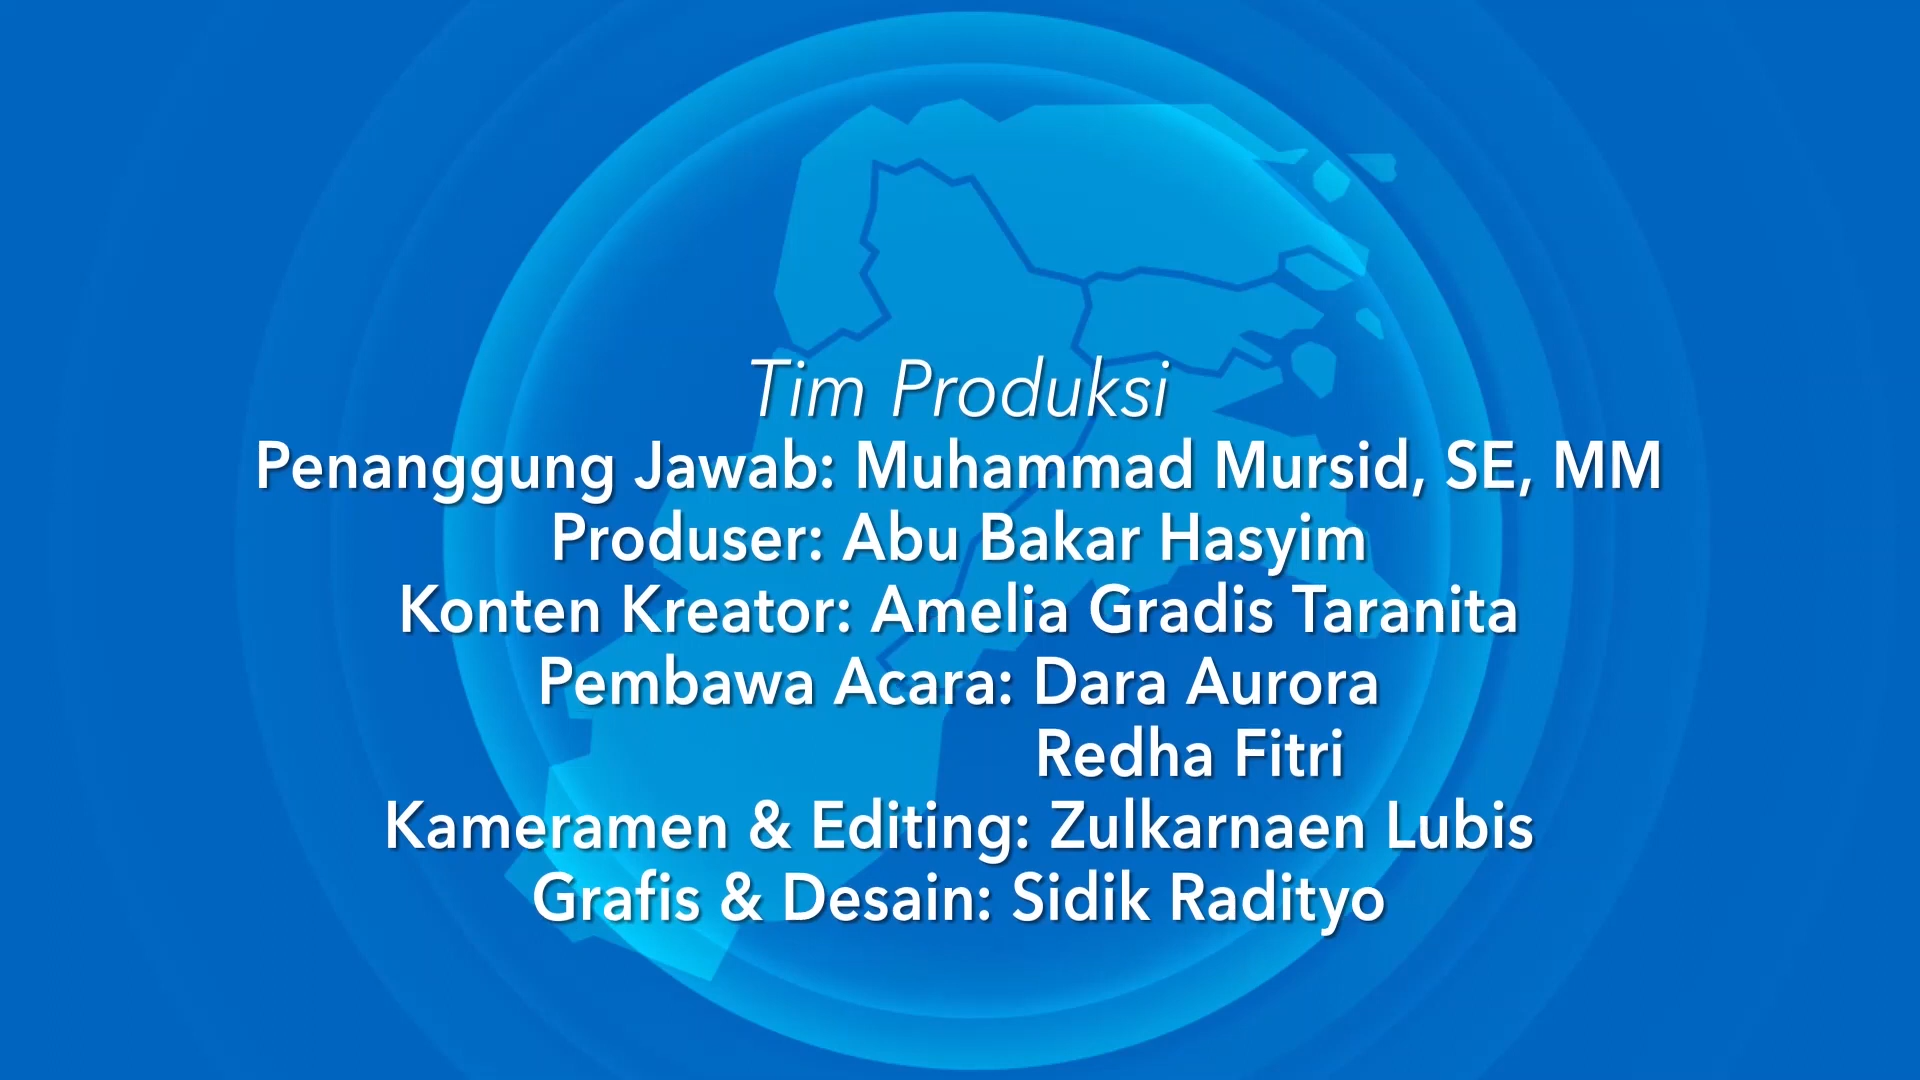 Tim Produksi
Penanggung Jawab: Muhammad Mursid, SE, MM
Produser: Abu Bakar Hasyim
Konten Kreator: Amelia Gradis Taranita
Pembawa Acara: Dara Aurora
Redha Fitri
Kameramen & Editing: Zulkarnaen Lubis
Grafis & Desain: Sidik Radityo